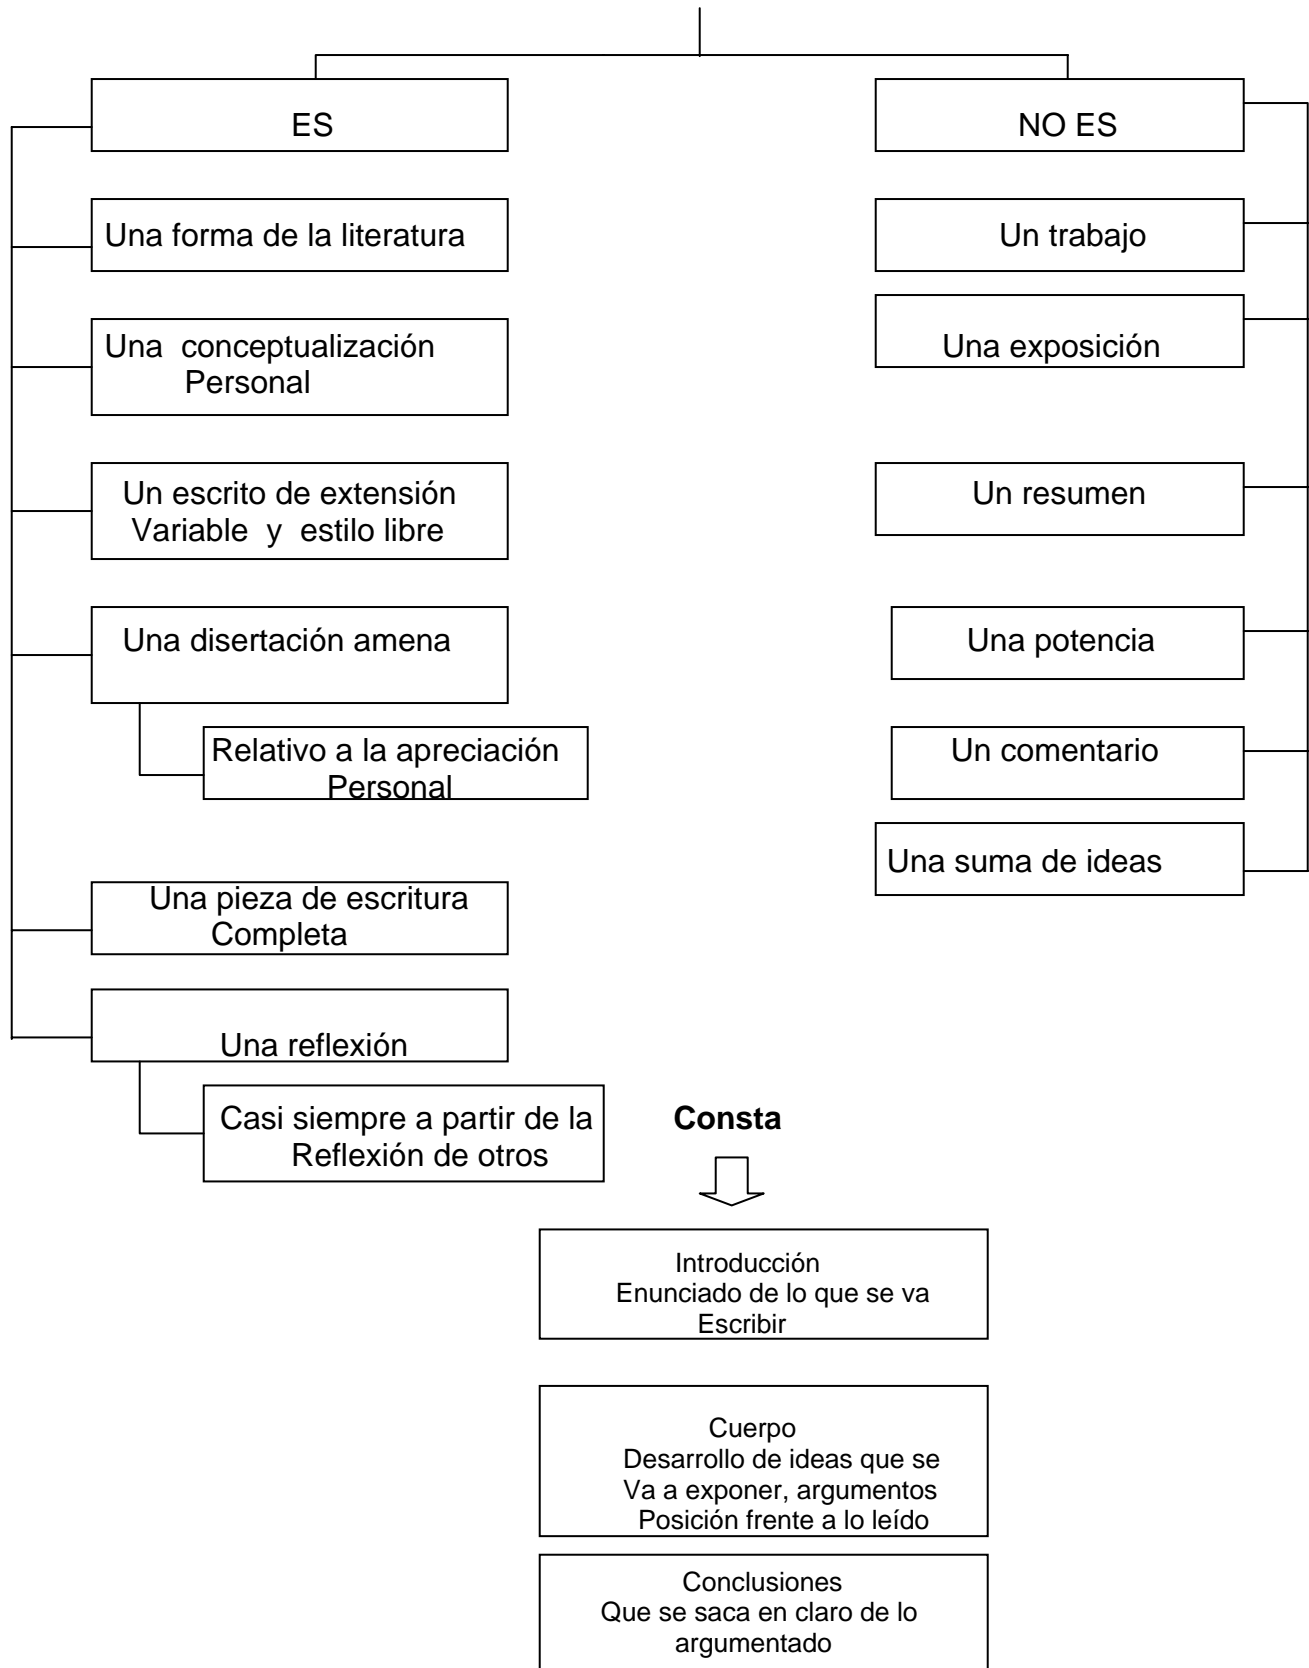 ES
Una forma de la literatura
Una conceptualización
Personal
Un escrito de extensión
Variable y estilo libre
Una disertación amena
Relativo a la apreciación
Personal
Una pieza de escritura
Completa
Una reflexión
Casi siempre a partir de la
Reflexión de otros
NO ES
Un trabajo
Una exposición
Un resumen
Una potencia
Un comentario
Una suma de ideas
Consta
Introducción
Enunciado de lo que se va
Escribir
Cuerpo
Desarrollo de ideas que se
Va a exponer, argumentos
Posición frente a lo leído
Conclusiones
Que se saca en claro de lo
argumentado